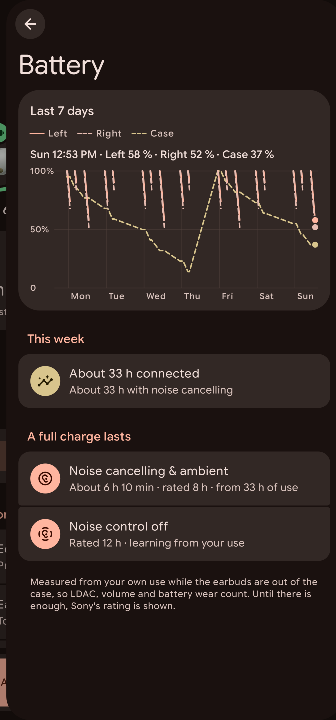 Battery
Last 7 days
Left Right Case
Sun 12:53 PM · Left 58 % · Right 52 % · Case 37 %
100%
50%
0
Mon Tue Wed Thu Fri Sat Sun
This week
About 33 h connected
About 33 h with noise cancelling
A full charge lasts
Noise cancelling & ambient
About 6 h 10 min · rated 8 h · from 33 h of use
Noise control off
Rated 12 h · learning from your use
Measured from your own use while the earbuds are out of the
case, so LDAC, volume and battery wear count. Until there is
enough, Sony's rating is shown.